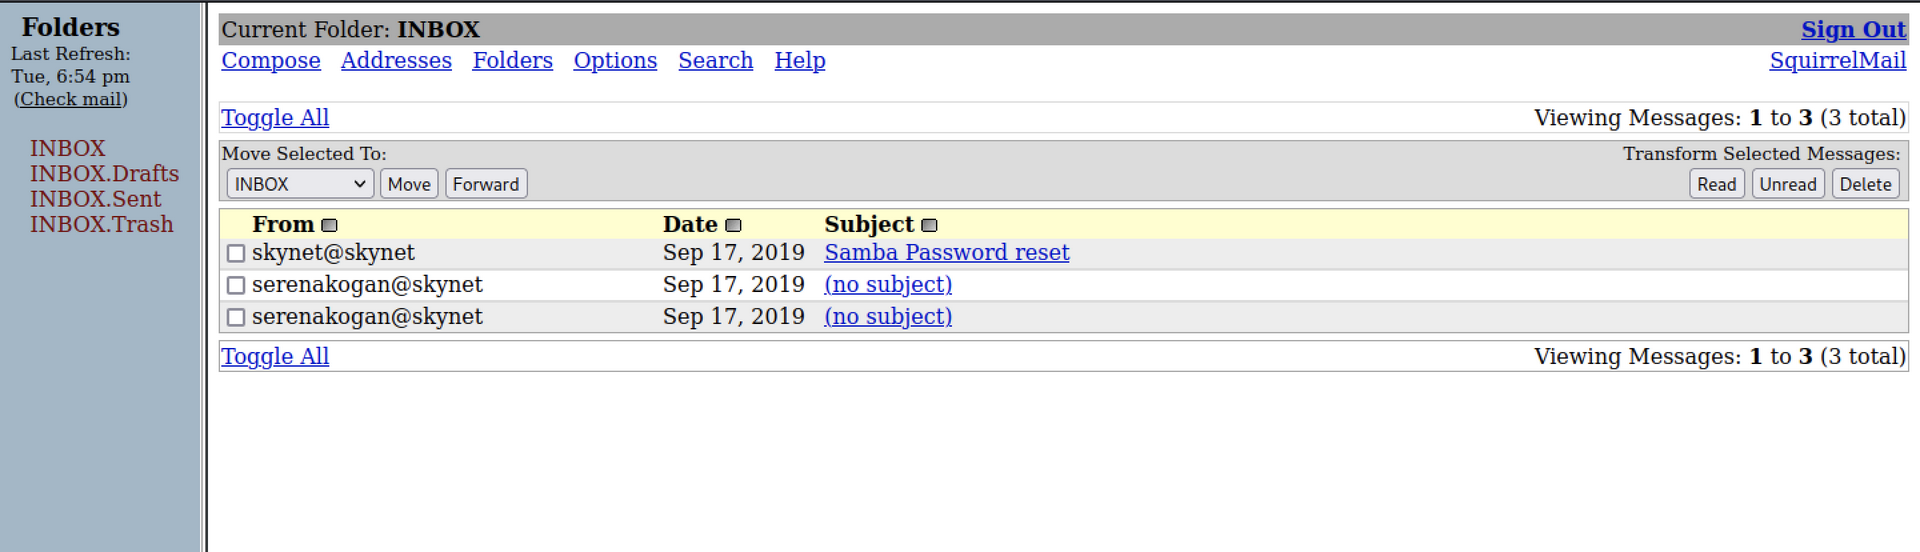 Folders
Last Refresh:
Tue, 6:54 pm
(Check mail)
INBOX
INBOX.Drafts
INBOX.Sent
INBOX.Trash
Current Folder: INBOX Sign Out
Compose Addresses Folders Options Search Help SquirrelMail
Toggle All Viewing Messages: 1 to 3 (3 total)
Move Selected To: Transform Selected Messages:
INBOX Move Forward Read Unread Delete
From Date Subject
skynet@skynet Sep 17, 2019 Samba Password reset
serenakogan@skynet Sep 17, 2019 (no subject)
serenakogan@skynet Sep 17, 2019 (no subject)
Toggle All Viewing Messages: 1 to 3 (3 total)